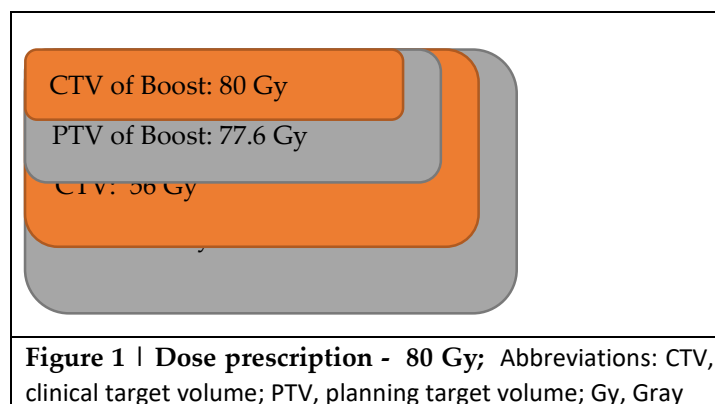 CTV of Boost: 80 Gy
PTV of Boost: 77.6 Gy
CTV: 56 Gy
Figure 1 | Dose prescription - 80 Gy; Abbreviations: CTV,
clinical target volume; PTV, planning target volume; Gy, Gray